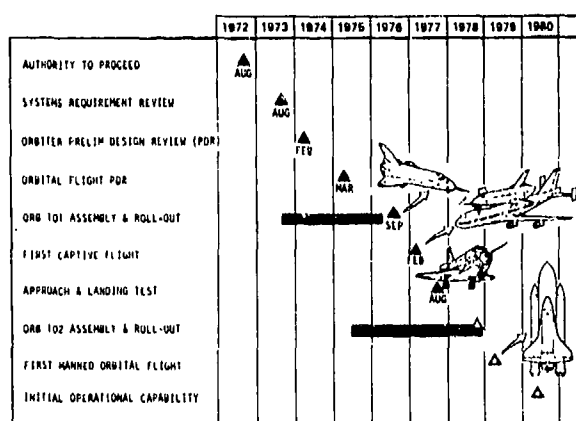 1972 1973 1974 1975 1976 1977 1978 1979 1980
AUTHORITY TO PROCEED
AUG
SYSTEMS REQUIREMENT REVIEW
AUG
ORBITER PRELIM DESIGN REVIEW (PDR)
FEB
ORBITAL FLIGHT PDR
MAR
ORB 101 ASSEMBLY & ROLL-OUT
SEP
FIRST CAPTIVE FLIGHT
FEB
APPROACH & LANDING TEST
AUG
ORB 102 ASSEMBLY & ROLL-OUT
FIRST MANNED ORBITAL FLIGHT
INITIAL OPERATIONAL CAPABILITY